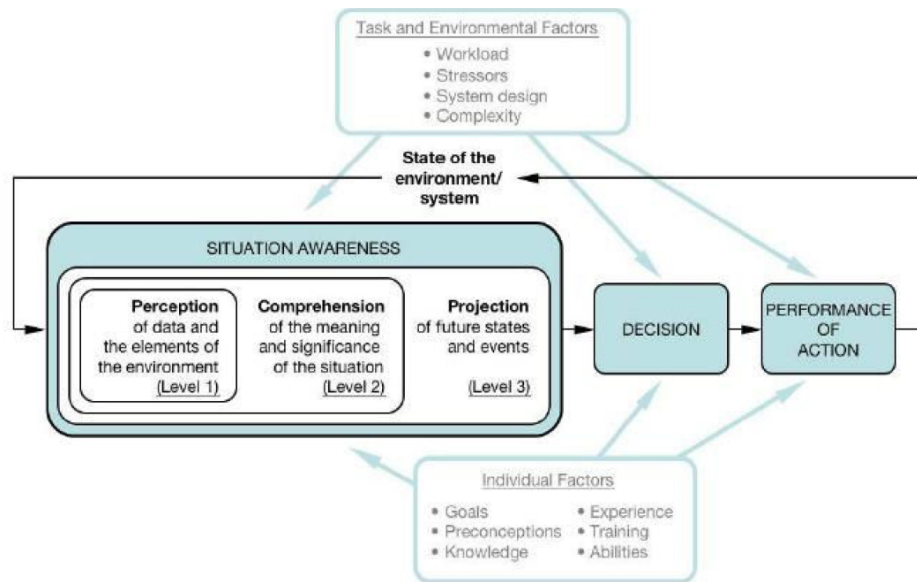 Task and Environmental Factors
• Workload
• Stressors
• System design
• Complexity
State of the
environment/
system
SITUATION AWARENESS
Perception
of data and
the elements of
the environment
(Level 1)
Comprehension
of the meaning
and significance
of the situation
(Level 2)
Projection
of future states
and events
(Level 3)
DECISION
PERFORMANCE
OF
ACTION
Individual Factors
• Goals
• Preconceptions
• Knowledge
• Experience
• Training
• Abilities